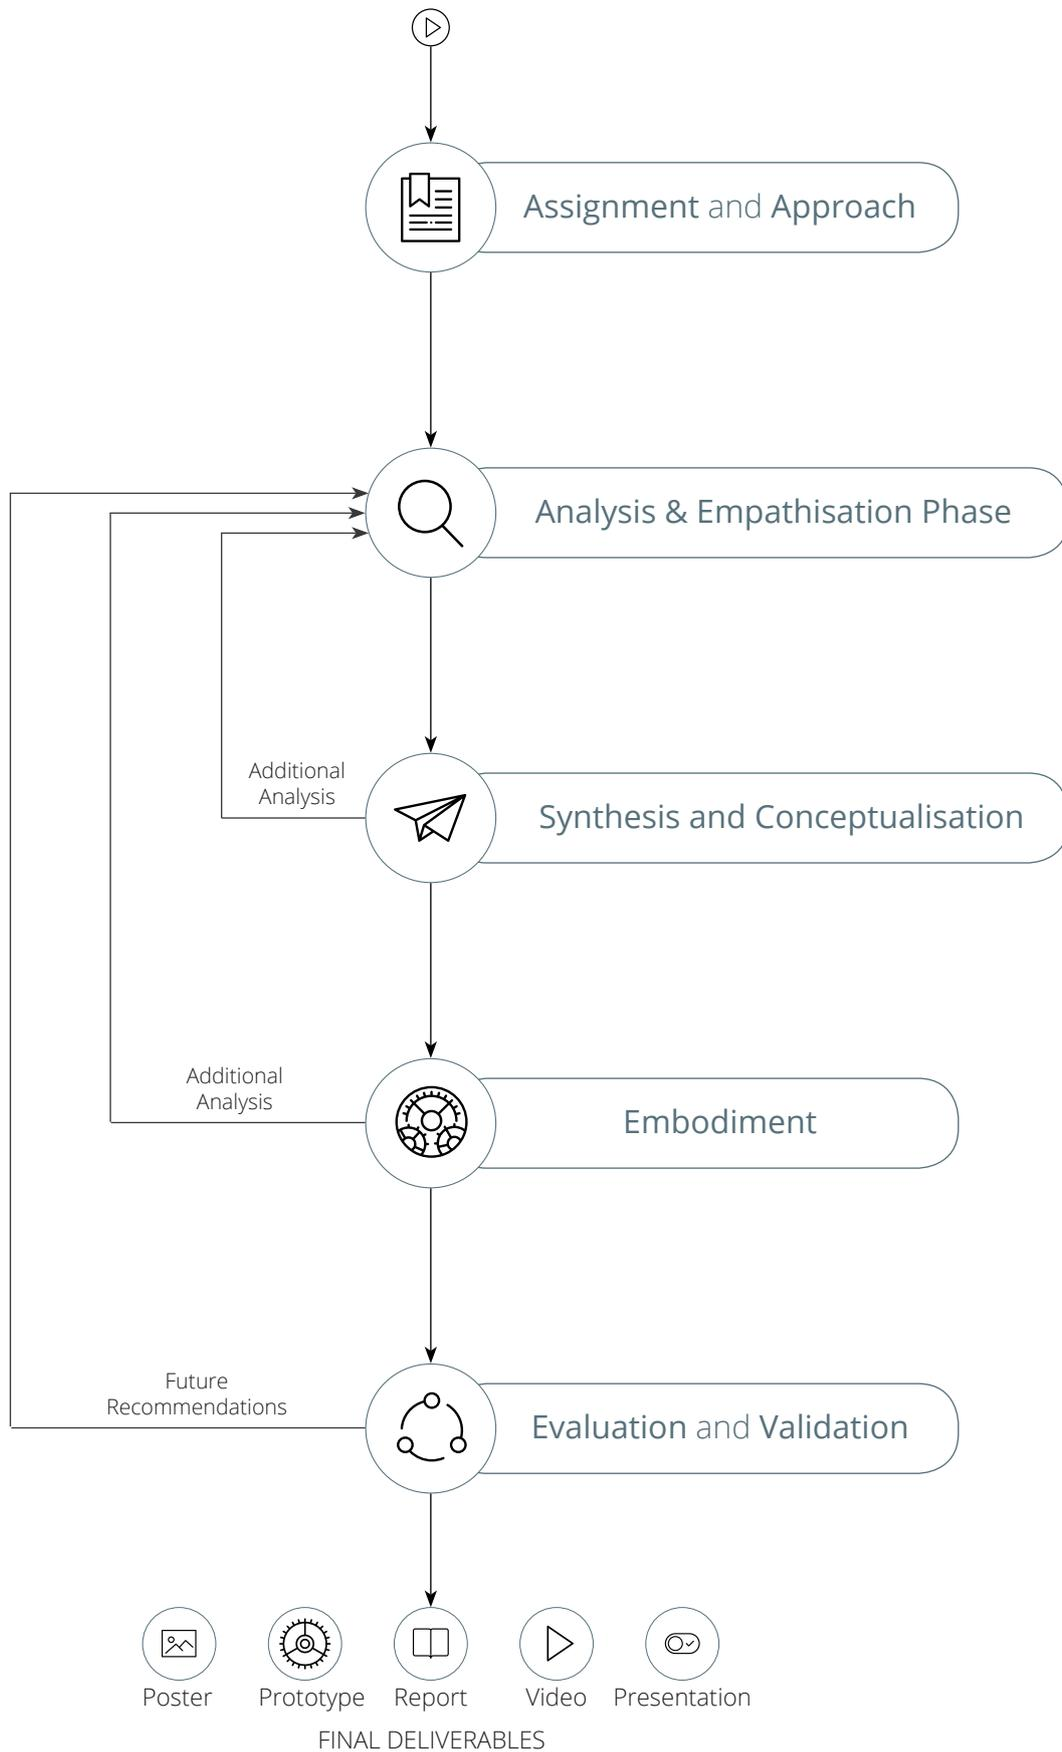 Assignment and Approach
Analysis & Empathisation Phase
Additional
Analysis
Synthesis and Conceptualisation
Additional
Analysis
Embodiment
Future
Recommendations
Evaluation and Validation
Poster
Prototype
Report
Video
Presentation
FINAL DELIVERABLES